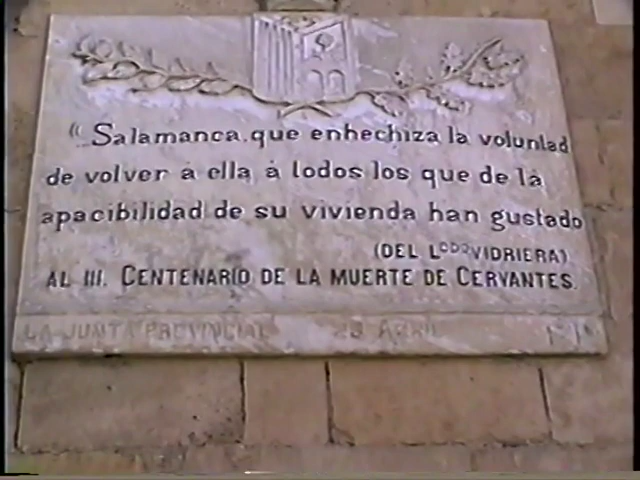 "Salamanca. que enhechiza la voluntad
de volver á ella á todos los que de la
apacibilidad de su vivienda han gustado
(DEL LCDO VIDRIERA)
AL III. CENTENARIO DE LA MUERTE DE CERVANTES.
LA JUNTA PROVINCIAL 23 ABRIL